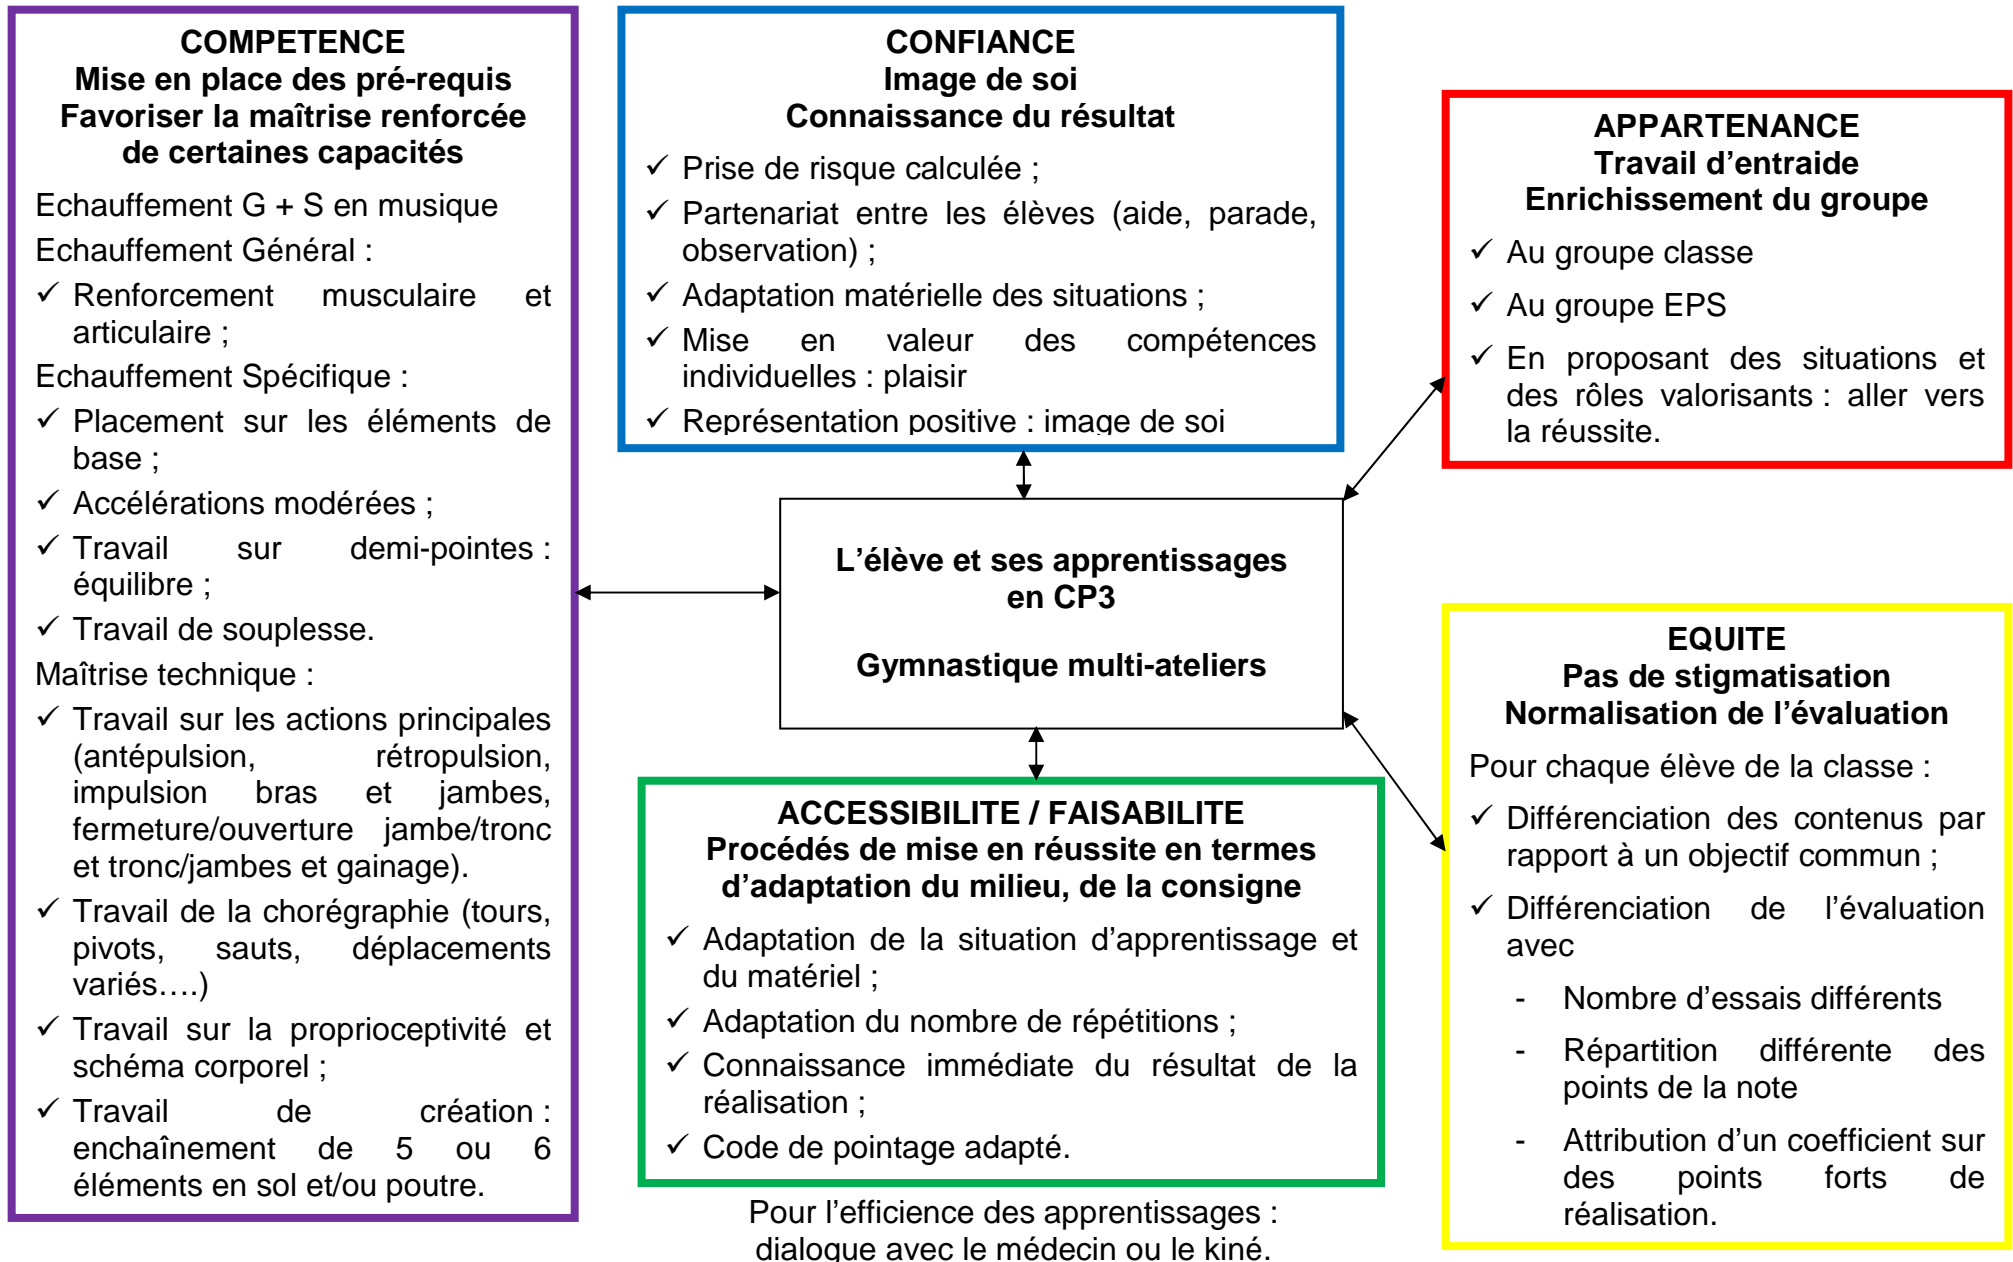 COMPETENCE
Mise en place des pré-requis
Favoriser la maîtrise renforcée
de certaines capacités
Echauffement G + S en musique
Echauffement Général :
✓ Renforcement musculaire et
articulaire ;
Echauffement Spécifique :
✓ Placement sur les éléments de
base ;
✓ Accélérations modérées ;
✓ Travail sur demi-pointes :
équilibre ;
✓ Travail de souplesse.
Maîtrise technique :
✓ Travail sur les actions principales
(antépulsion, rétropulsion,
impulsion bras et jambes,
fermeture/ouverture jambe/tronc
et tronc/jambes et gainage).
✓ Travail de la chorégraphie (tours,
pivots, sauts, déplacements
variés….)
✓ Travail sur la proprioceptivité et
schéma corporel ;
✓ Travail de création :
enchaînement de 5 ou 6
éléments en sol et/ou poutre.
CONFIANCE
Image de soi
Connaissance du résultat
✓ Prise de risque calculée ;
✓ Partenariat entre les élèves (aide, parade,
observation) ;
✓ Adaptation matérielle des situations ;
✓ Mise en valeur des compétences
individuelles : plaisir
✓ Représentation positive : image de soi
L’élève et ses apprentissages
en CP3
Gymnastique multi-ateliers
ACCESSIBILITE / FAISABILITE
Procédés de mise en réussite en termes
d’adaptation du milieu, de la consigne
✓ Adaptation de la situation d’apprentissage et
du matériel ;
✓ Adaptation du nombre de répétitions ;
✓ Connaissance immédiate du résultat de la
réalisation ;
✓ Code de pointage adapté.
Pour l’efficience des apprentissages :
dialogue avec le médecin ou le kiné.
APPARTENANCE
Travail d’entraide
Enrichissement du groupe
✓ Au groupe classe
✓ Au groupe EPS
✓ En proposant des situations et
des rôles valorisants : aller vers
la réussite.
EQUITE
Pas de stigmatisation
Normalisation de l’évaluation
Pour chaque élève de la classe :
✓ Différenciation des contenus par
rapport à un objectif commun ;
✓ Différenciation de l’évaluation
avec
- Nombre d’essais différents
- Répartition différente des
points de la note
- Attribution d’un coefficient sur
des points forts de
réalisation.